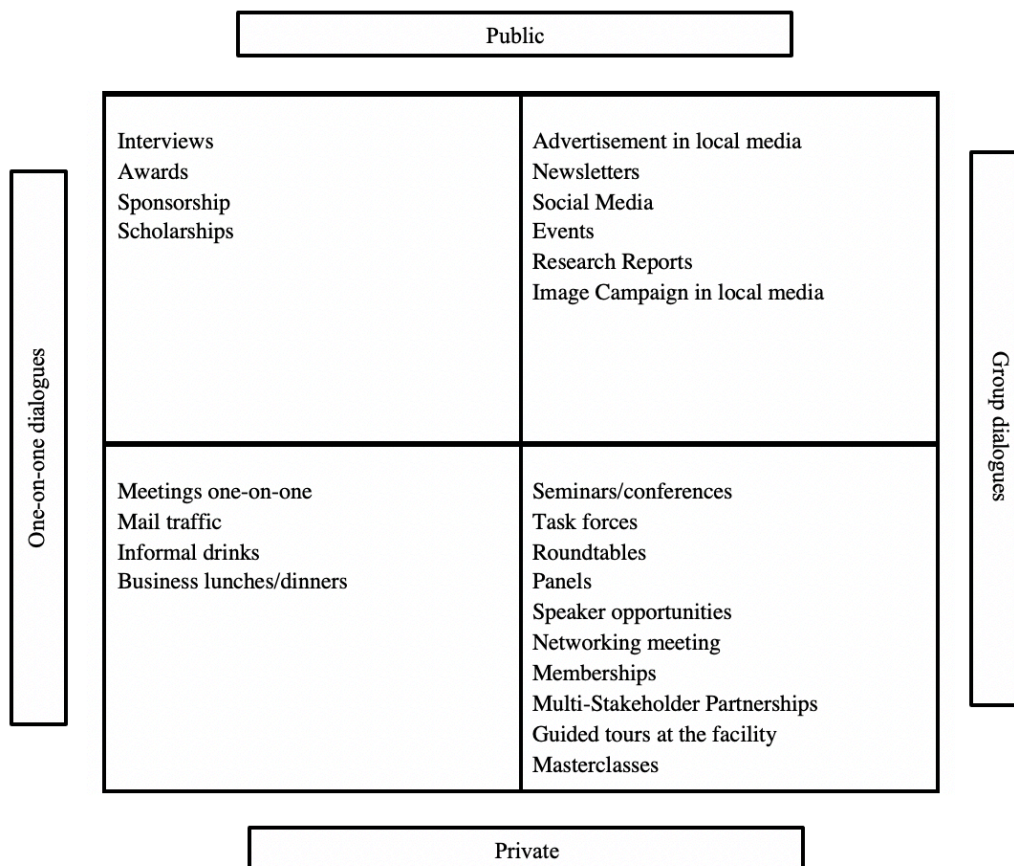 Public
One-on-one dialogues
Interviews
Awards
Sponsorship
Scholarships
Advertisement in local media
Newsletters
Social Media
Events
Research Reports
Image Campaign in local media
Group dialogues
Meetings one-on-one
Mail traffic
Informal drinks
Business lunches/dinners
Seminars/conferences
Task forces
Roundtables
Panels
Speaker opportunities
Networking meeting
Memberships
Multi-Stakeholder Partnerships
Guided tours at the facility
Masterclasses
Private